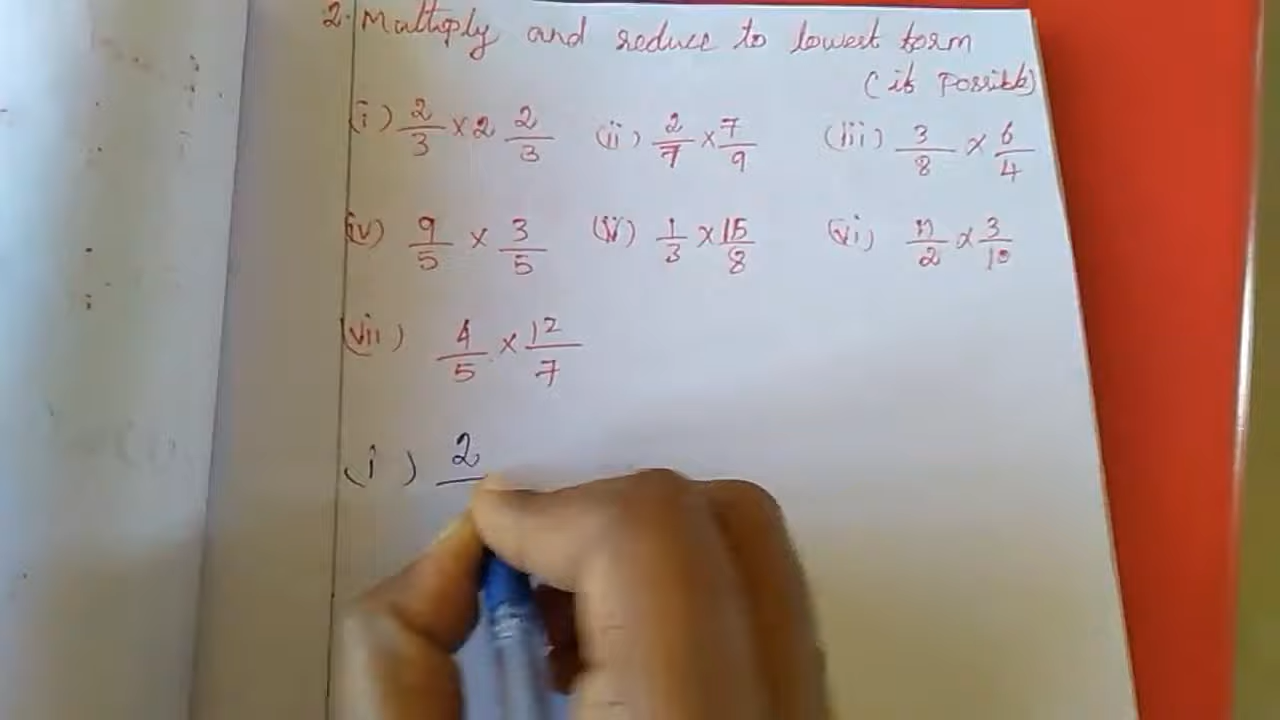 2. Multiply and reduce to lowest form
(if possible)
(i) 2/3 × 2 2/3 (ii) 2/7 × 7/9 (iii) 3/8 × 6/4
(iv) 9/5 × 3/5 (v) 1/3 × 15/8 (vi) 11/2 × 3/10
(vii) 4/5 × 12/7
(i) 2